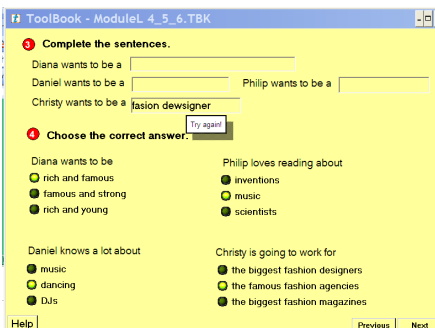 ToolBook - ModuleL 4_5_6.TBK
3 Complete the sentences.
Diana wants to be a
Daniel wants to be a Philip wants to be a
Christy wants to be a fasion dewsigner
Try again!
4 Choose the correct answer.
Diana wants to be Philip loves reading about
rich and famous inventions
famous and strong music
rich and young scientists
Daniel knows a lot about Christy is going to work for
music the biggest fashion designers
dancing the famous fashion agencies
DJs the biggest fashion magazines
Help Previous Next